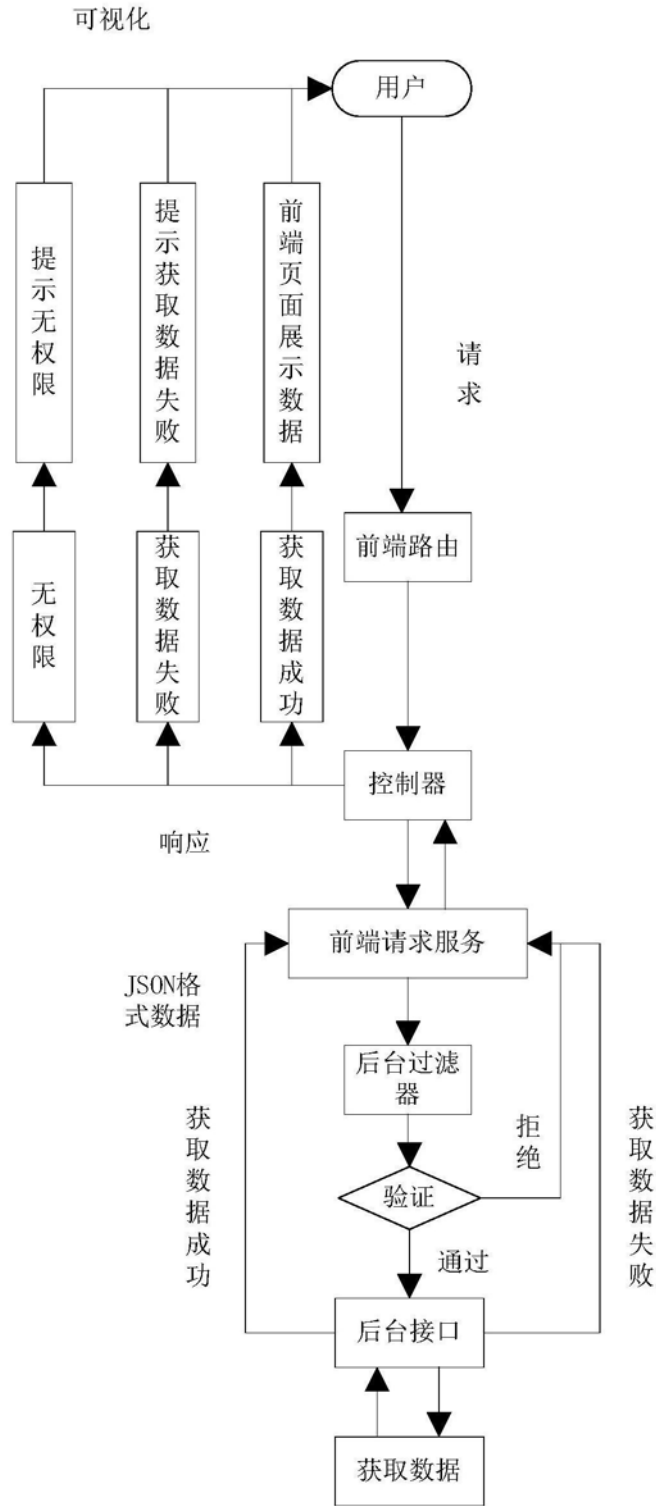 可视化
用户
提示无权限
提示获取数据失败
前端页面展示数据
请求
前端路由
无权限
获取数据失败
获取数据成功
控制器
响应
前端请求服务
JSON格
式数据
后台过滤
器
获取数据成功
拒绝
获取数据失败
验证
通过
后台接口
获取数据